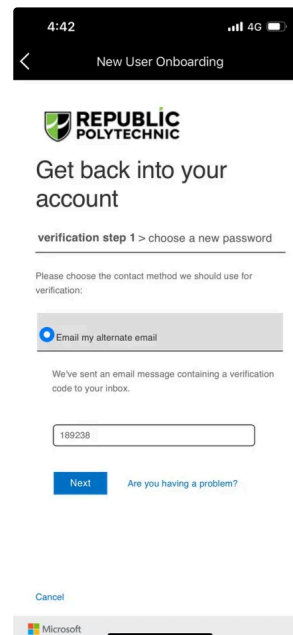 4:42
4G
New User Onboarding
REPUBLIC
POLYTECHNIC
Get back into your
account
verification step 1 > choose a new password
Please choose the contact method we should use for
verification:
Email my alternate email
We've sent an email message containing a verification
code to your inbox.
189238
Next
Are you having a problem?
Cancel
Microsoft